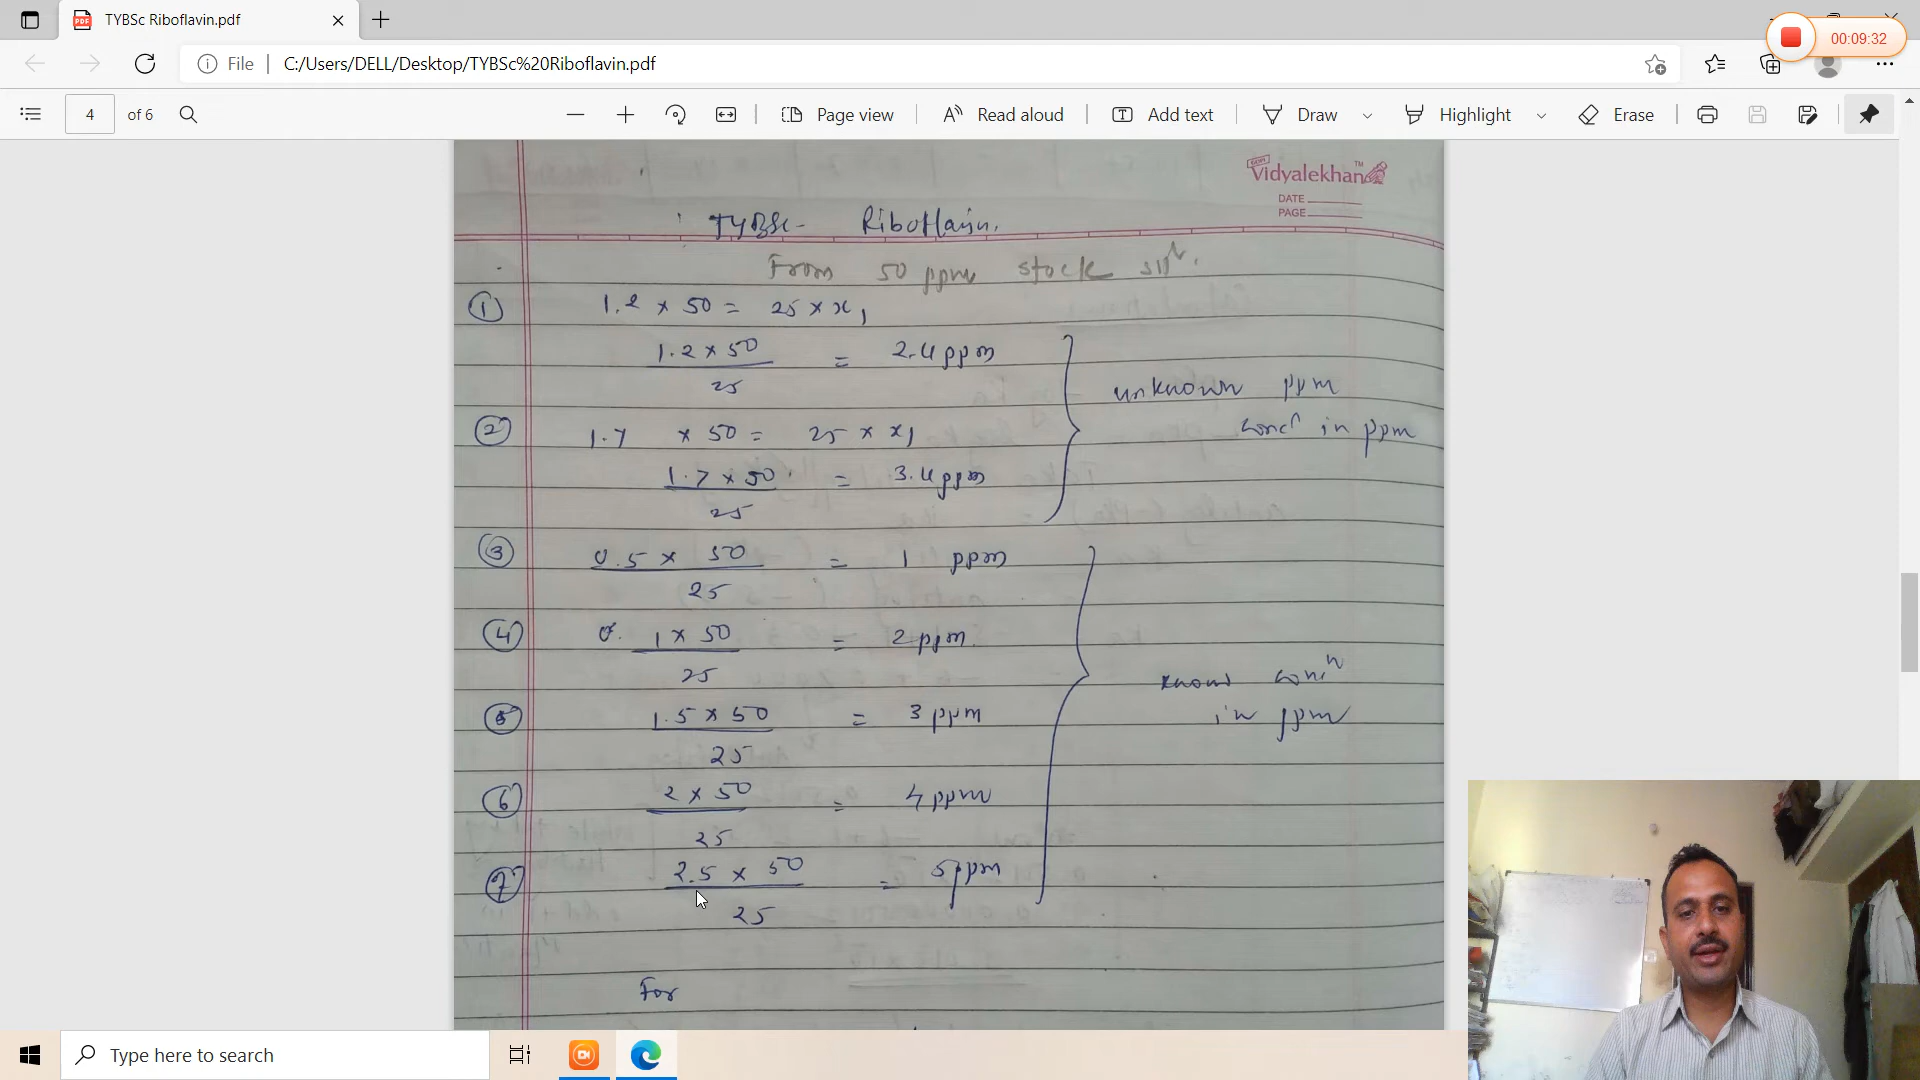 TYBSc Riboflavin.pdf
00:09:32
File C:/Users/DELL/Desktop/TYBSc%20Riboflavin.pdf
4 of 6 Page view Read aloud Add text Draw Highlight Erase
Vidyalekhan™
DATE
PAGE
TYBSc- Riboflavin.
From 50 ppm stock solⁿ.
① 1.2 × 50 = 25 × x₁
1.2 × 50 = 2.4 ppm
25
unknown ppm
concⁿ in ppm
② 1.7 × 50 = 25 × x₁
1.7 × 50 = 3.4 ppm
25
③ 0.5 × 50 = 1 ppm
25
④ 1 × 50 = 2 ppm.
25
known concⁿ
in ppm
⑤ 1.5 × 50 = 3 ppm
25
⑥ 2 × 50 = 4 ppm
25
⑦ 2.5 × 50 = 5 ppm
25
For
Type here to search